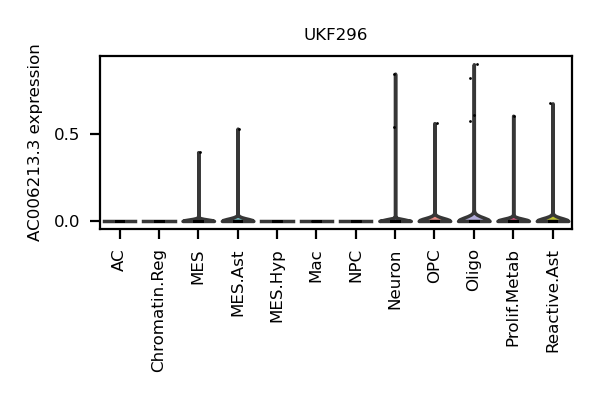 UKF296
AC006213.3 expression
0.5
0.0
AC
Chromatin.Reg
MES
MES.Ast
MES.Hyp
Mac
NPC
Neuron
OPC
Oligo
Prolif.Metab
Reactive.Ast